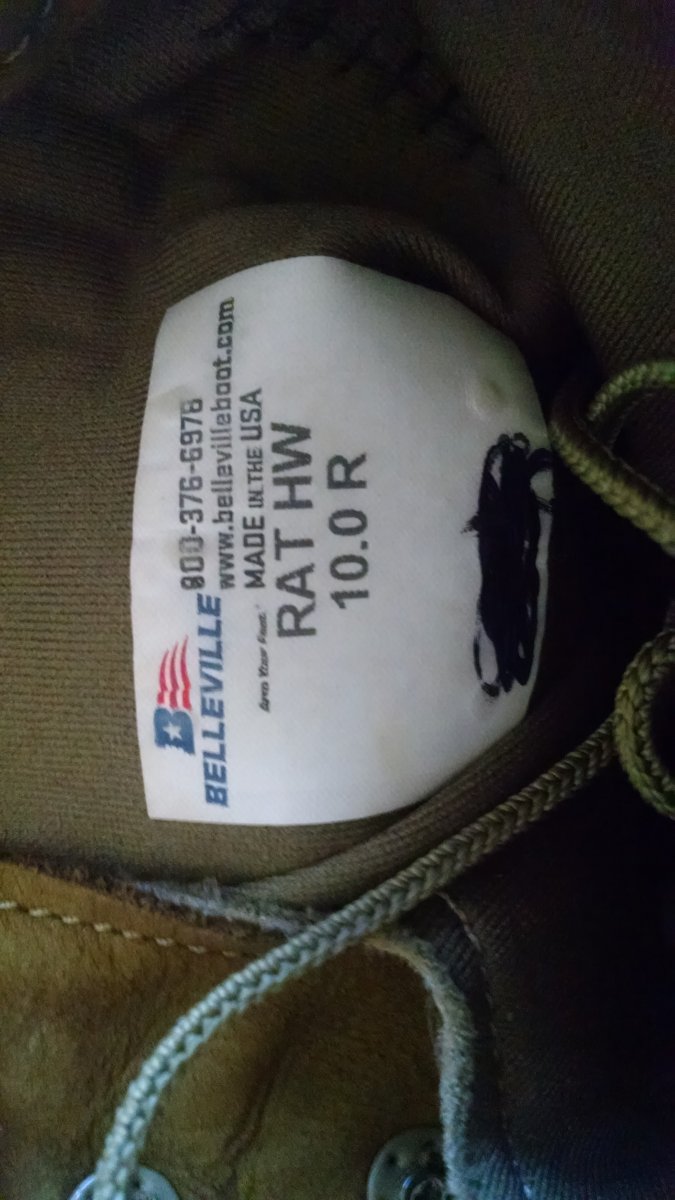 B
BELLEVILLE
Arm Your Feet.
800-376-6978
www.bellevilleboot.com
MADE IN THE USA
RAT HW
10.0 R